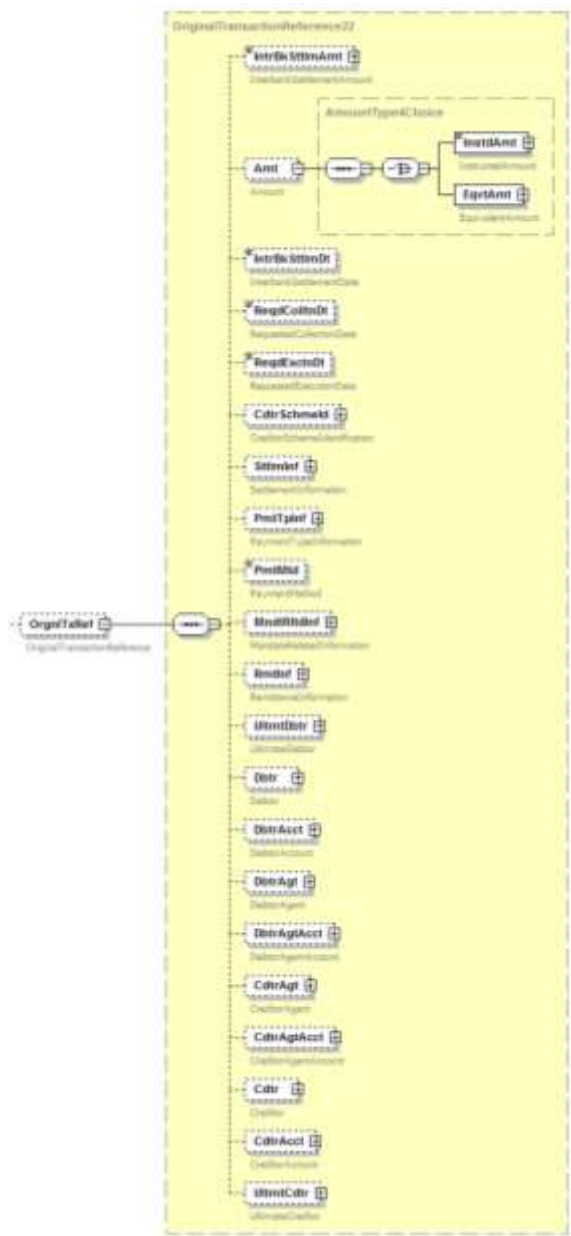 OriginalTransactionReference22
IntrBkSttlmAmt
InterbankSettlementAmount
AmountType4Choice
InstdAmt
InstructedAmount
Amt
Amount
EqvtAmt
EquivalentAmount
IntrBkSttlmDt
InterbankSettlementDate
ReqdColltnDt
RequestedCollectionDate
ReqdExctnDt
RequestedExecutionDate
CdtrSchmeId
CreditorSchemeIdentification
SttlmInf
SettlementInformation
PmtTpInf
PaymentTypeInformation
PmtMtd
PaymentMethod
OrgnlTxRef
OriginalTransactionReference
MndtRltdInf
MandateRelatedInformation
RmtInf
RemittanceInformation
UltmtDbtr
UltimateDebtor
Dbtr
Debtor
DbtrAcct
DebtorAccount
DbtrAgt
DebtorAgent
DbtrAgtAcct
DebtorAgentAccount
CdtrAgt
CreditorAgent
CdtrAgtAcct
CreditorAgentAccount
Cdtr
Creditor
CdtrAcct
CreditorAccount
UltmtCdtr
UltimateCreditor